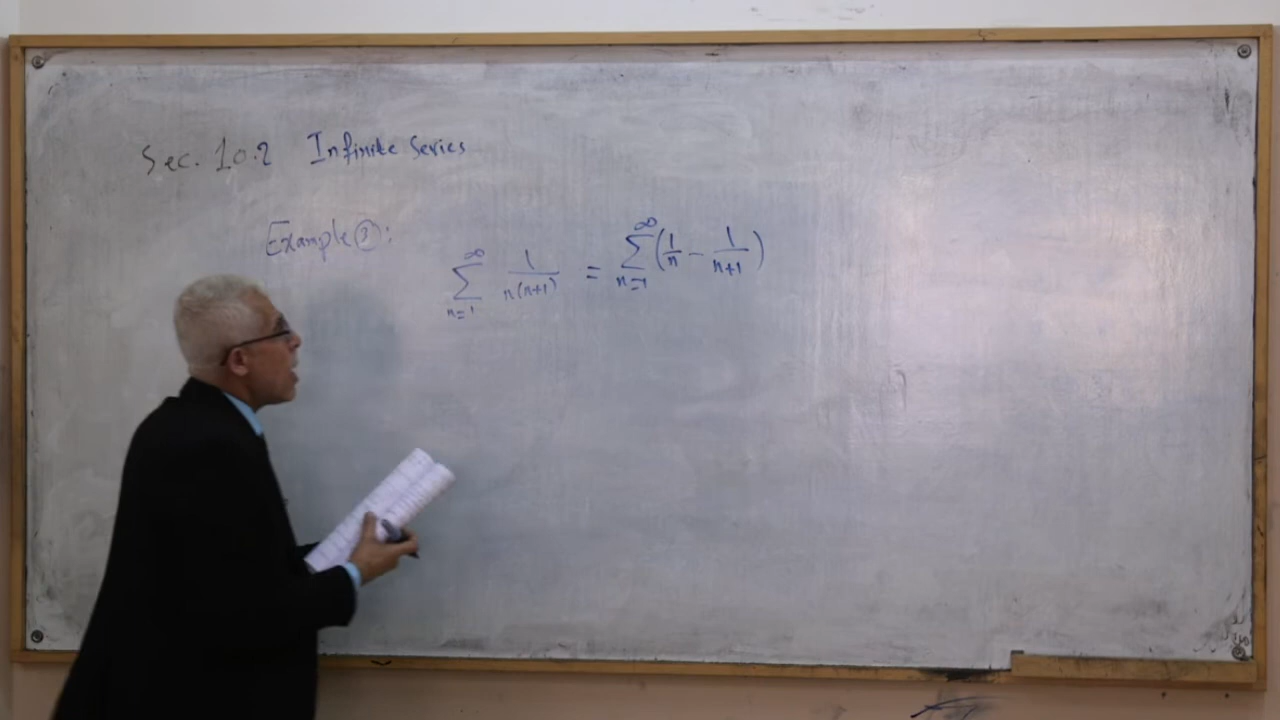 Sec. 10.2 Infinite Series
Example ③:
∞ ∑ n=1 1/n(n+1) = ∞ ∑ n=1 (1/n - 1/n+1)